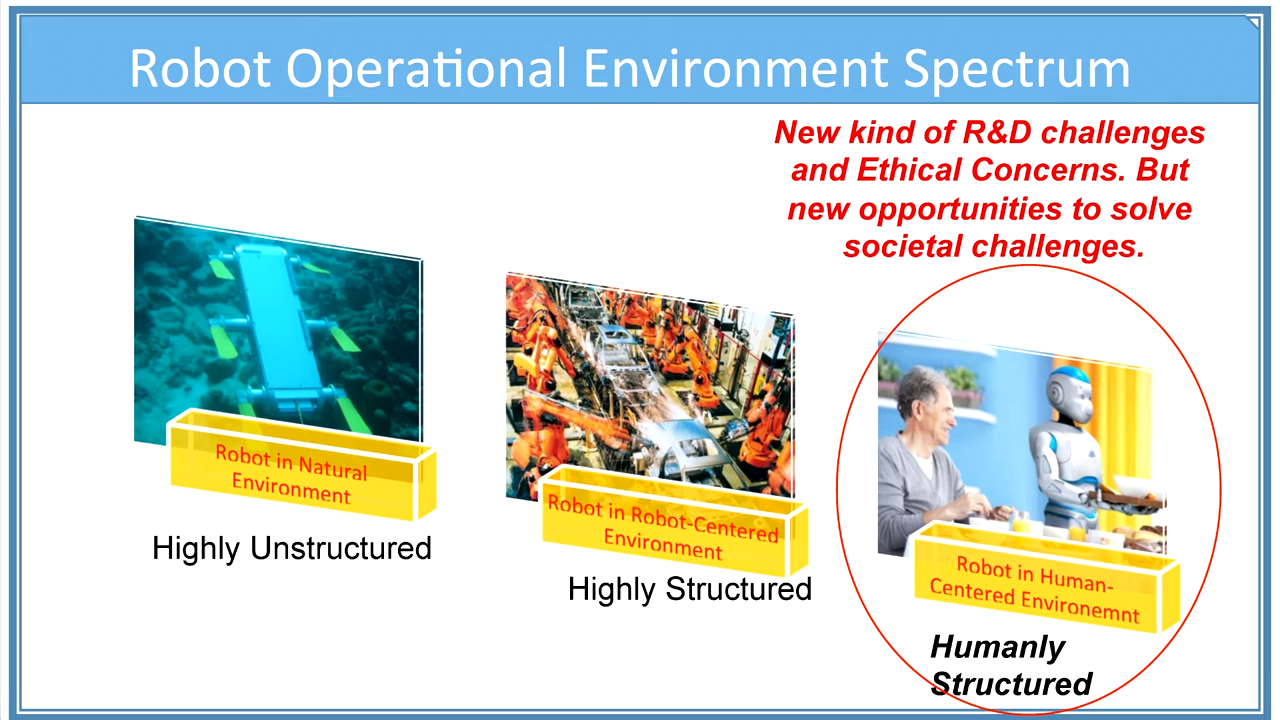 Robot Operational Environment Spectrum
New kind of R&D challenges
and Ethical Concerns. But
new opportunities to solve
societal challenges.
Robot in Natural
Environment
Highly Unstructured
Robot in Robot-Centered
Environment
Highly Structured
Robot in Human-
Centered Environemnt
Humanly
Structured